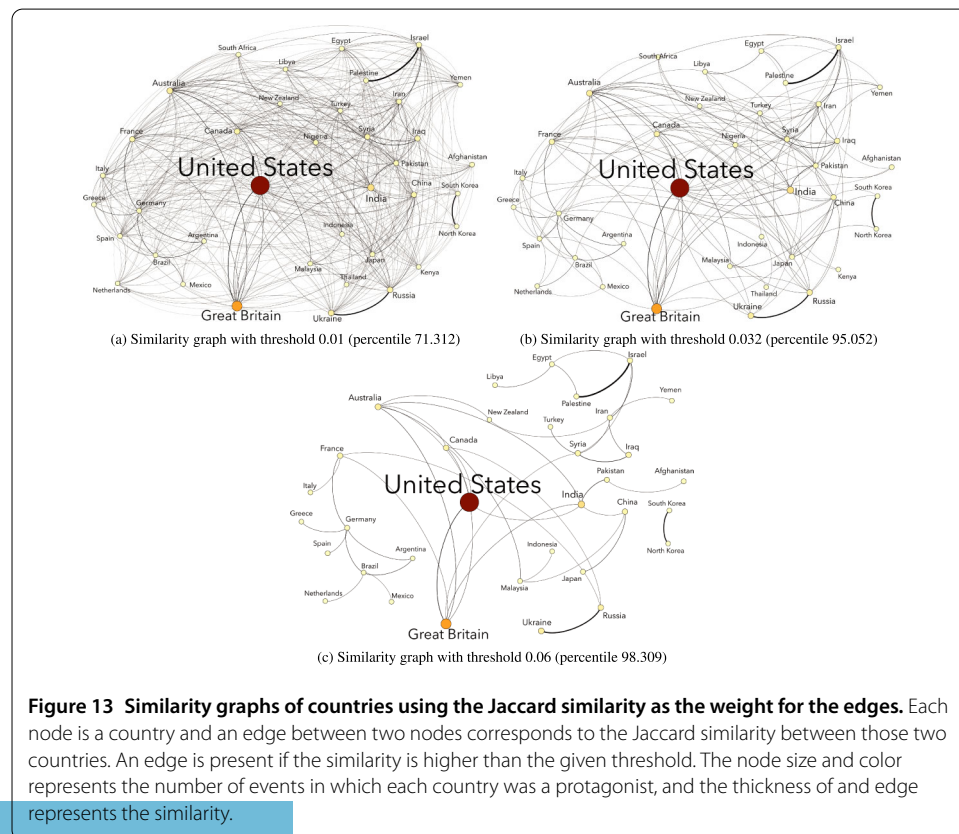 South Africa
Egypt
Israel
Libya
Palestine
Yemen
Australia
New Zealand
Turkey
Iran
France
Canada
Nigeria
Syria
Iraq
Italy
United States
Pakistan
Afghanistan
China
South Korea
India
Greece
Germany
Spain
Argentina
Indonesia
North Korea
Brazil
Japan
Malaysia
Thailand
Kenya
Netherlands
Mexico
Russia
Great Britain
Ukraine
(a) Similarity graph with threshold 0.01 (percentile 71.312)
South Africa
Egypt
Israel
Libya
Palestine
Yemen
Australia
New Zealand
Turkey
Iran
France
Canada
Nigeria
Syria
Iraq
Italy
United States
Pakistan
Afghanistan
India
South Korea
China
Greece
Germany
Spain
Argentina
Indonesia
North Korea
Brazil
Malaysia
Japan
Kenya
Netherlands
Mexico
Thailand
Russia
Great Britain
Ukraine
(b) Similarity graph with threshold 0.032 (percentile 95.052)
Egypt
Israel
Libya
Palestine
Yemen
Australia
New Zealand
Turkey
Iran
France
Canada
Syria
Iraq
Italy
United States
Pakistan
Afghanistan
India
China
South Korea
Greece
Germany
Spain
Argentina
Indonesia
North Korea
Brazil
Malaysia
Japan
Netherlands
Mexico
Russia
Great Britain
Ukraine
(c) Similarity graph with threshold 0.06 (percentile 98.309)
Figure 13 Similarity graphs of countries using the Jaccard similarity as the weight for the edges. Each
node is a country and an edge between two nodes corresponds to the Jaccard similarity between those two
countries. An edge is present if the similarity is higher than the given threshold. The node size and color
represents the number of events in which each country was a protagonist, and the thickness of and edge
represents the similarity.